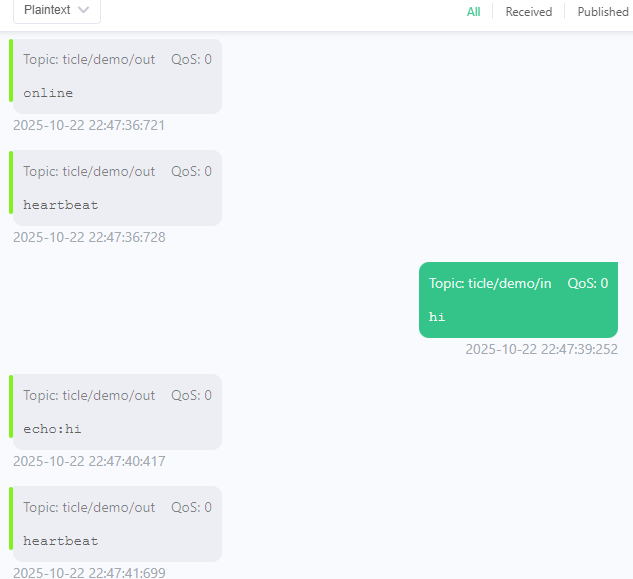 Plaintext
All Received Published
Topic: ticle/demo/out QoS: 0
online
2025-10-22 22:47:36:721
Topic: ticle/demo/out QoS: 0
heartbeat
2025-10-22 22:47:36:728
Topic: ticle/demo/in QoS: 0
hi
2025-10-22 22:47:39:252
Topic: ticle/demo/out QoS: 0
echo:hi
2025-10-22 22:47:40:417
Topic: ticle/demo/out QoS: 0
heartbeat
2025-10-22 22:47:41:699